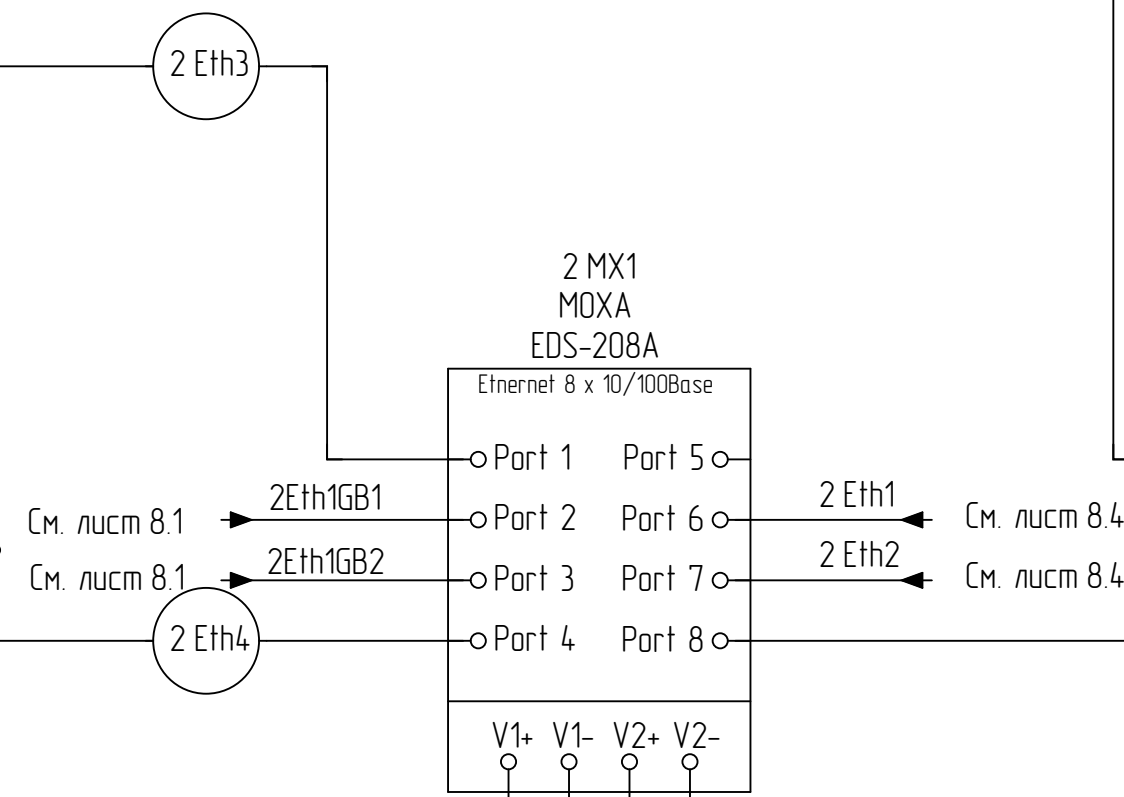 2 Eth3
2 MX1
MOXA
EDS-208A
Etnernet 8 x 10/100Base
Port 1 Port 5
См. лист 8.1 2Eth1GB1 Port 2 Port 6 2 Eth1 См. лист 8.4
См. лист 8.1 2Eth1GB2 Port 3 Port 7 2 Eth2 См. лист 8.4
2 Eth4 Port 4 Port 8
V1+ V1- V2+ V2-